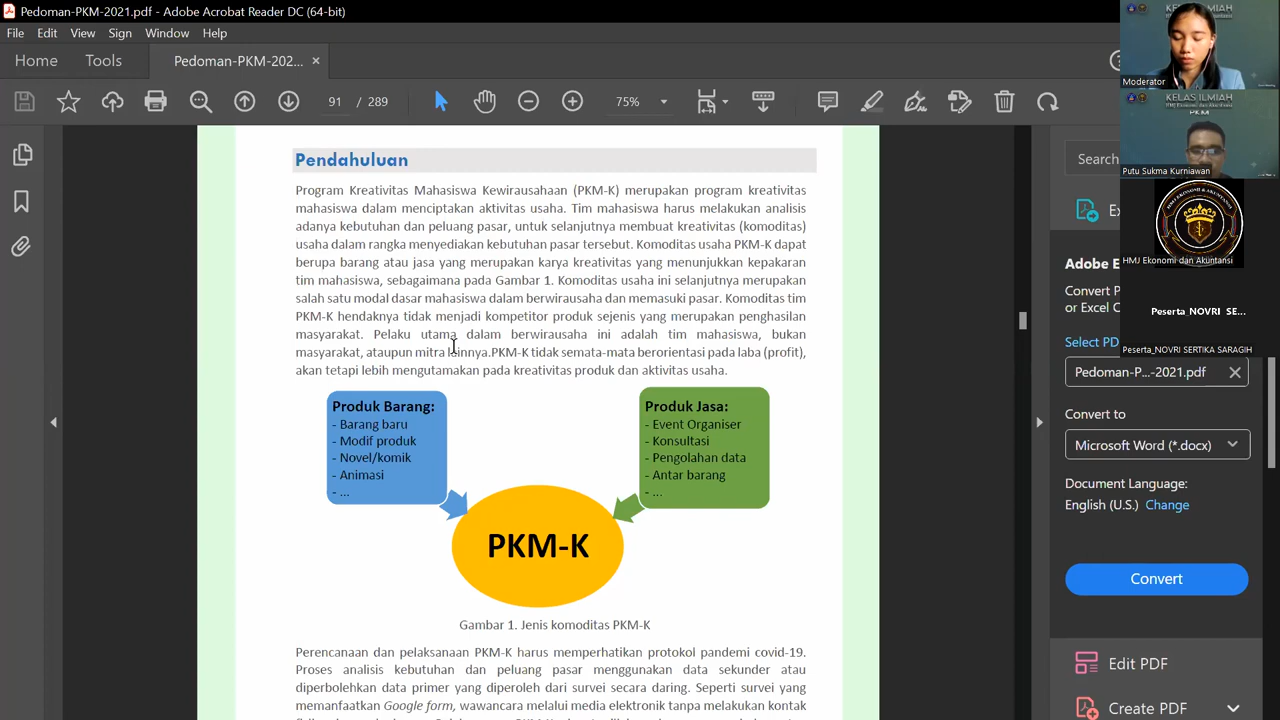 Pedoman-PKM-2021.pdf - Adobe Acrobat Reader DC (64-bit)
File Edit View Sign Window Help
Home Tools Pedoman-PKM-202... ×
91 / 289 75%
Pendahuluan
Program Kreativitas Mahasiswa Kewirausahaan (PKM-K) merupakan program kreativitas
mahasiswa dalam menciptakan aktivitas usaha. Tim mahasiswa harus melakukan analisis
adanya kebutuhan dan peluang pasar, untuk selanjutnya membuat kreativitas (komoditas)
usaha dalam rangka menyediakan kebutuhan pasar tersebut. Komoditas usaha PKM-K dapat
berupa barang atau jasa yang merupakan karya kreativitas yang menunjukkan kepakaran
tim mahasiswa, sebagaimana pada Gambar 1. Komoditas usaha ini selanjutnya merupakan
salah satu modal dasar mahasiswa dalam berwirausaha dan memasuki pasar. Komoditas tim
PKM-K hendaknya tidak menjadi kompetitor produk sejenis yang merupakan penghasilan
masyarakat. Pelaku utama dalam berwirausaha ini adalah tim mahasiswa, bukan
masyarakat, ataupun mitra lainnya.PKM-K tidak semata-mata berorientasi pada laba (profit),
akan tetapi lebih mengutamakan pada kreativitas produk dan aktivitas usaha.
Produk Barang:
- Barang baru
- Modif produk
- Novel/komik
- Animasi
- ...
Produk Jasa:
- Event Organiser
- Konsultasi
- Pengolahan data
- Antar barang
- ...
PKM-K
Gambar 1. Jenis komoditas PKM-K
Perencanaan dan pelaksanaan PKM-K harus memperhatikan protokol pandemi covid-19.
Proses analisis kebutuhan dan peluang pasar menggunakan data sekunder atau
diperbolehkan data primer yang diperoleh dari survei secara daring. Seperti survei yang
memanfaatkan Google form, wawancara melalui media elektronik tanpa melakukan kontak
Search
Ex
Adobe E
Convert P
or Excel C
Select PD
Pedoman-P...-2021.pdf
Convert to
Microsoft Word (*.docx)
Document Language:
English (U.S.) Change
Convert
Edit PDF
Create PDF
KELAS ILMIAH
Moderator
KELAS ILMIAH
HMJ Ekonomi dan Akuntansi
PKM
Putu Sukma Kurniawan
HMJ Ekonomi dan Akuntansi
Peserta_NOVRI SE...
Peserta_NOVRI SERTIKA SARAGIH